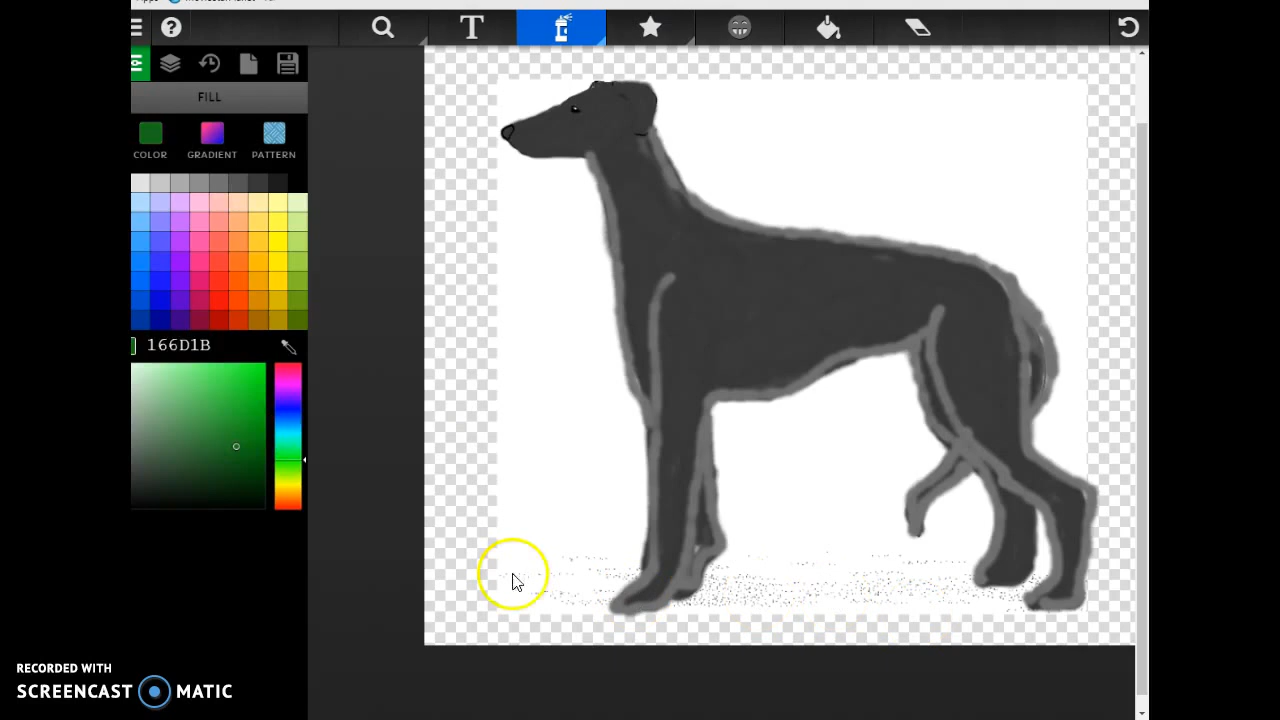 T
FILL
COLOR
GRADIENT
PATTERN
166D1B
RECORDED WITH
SCREENCAST MATIC